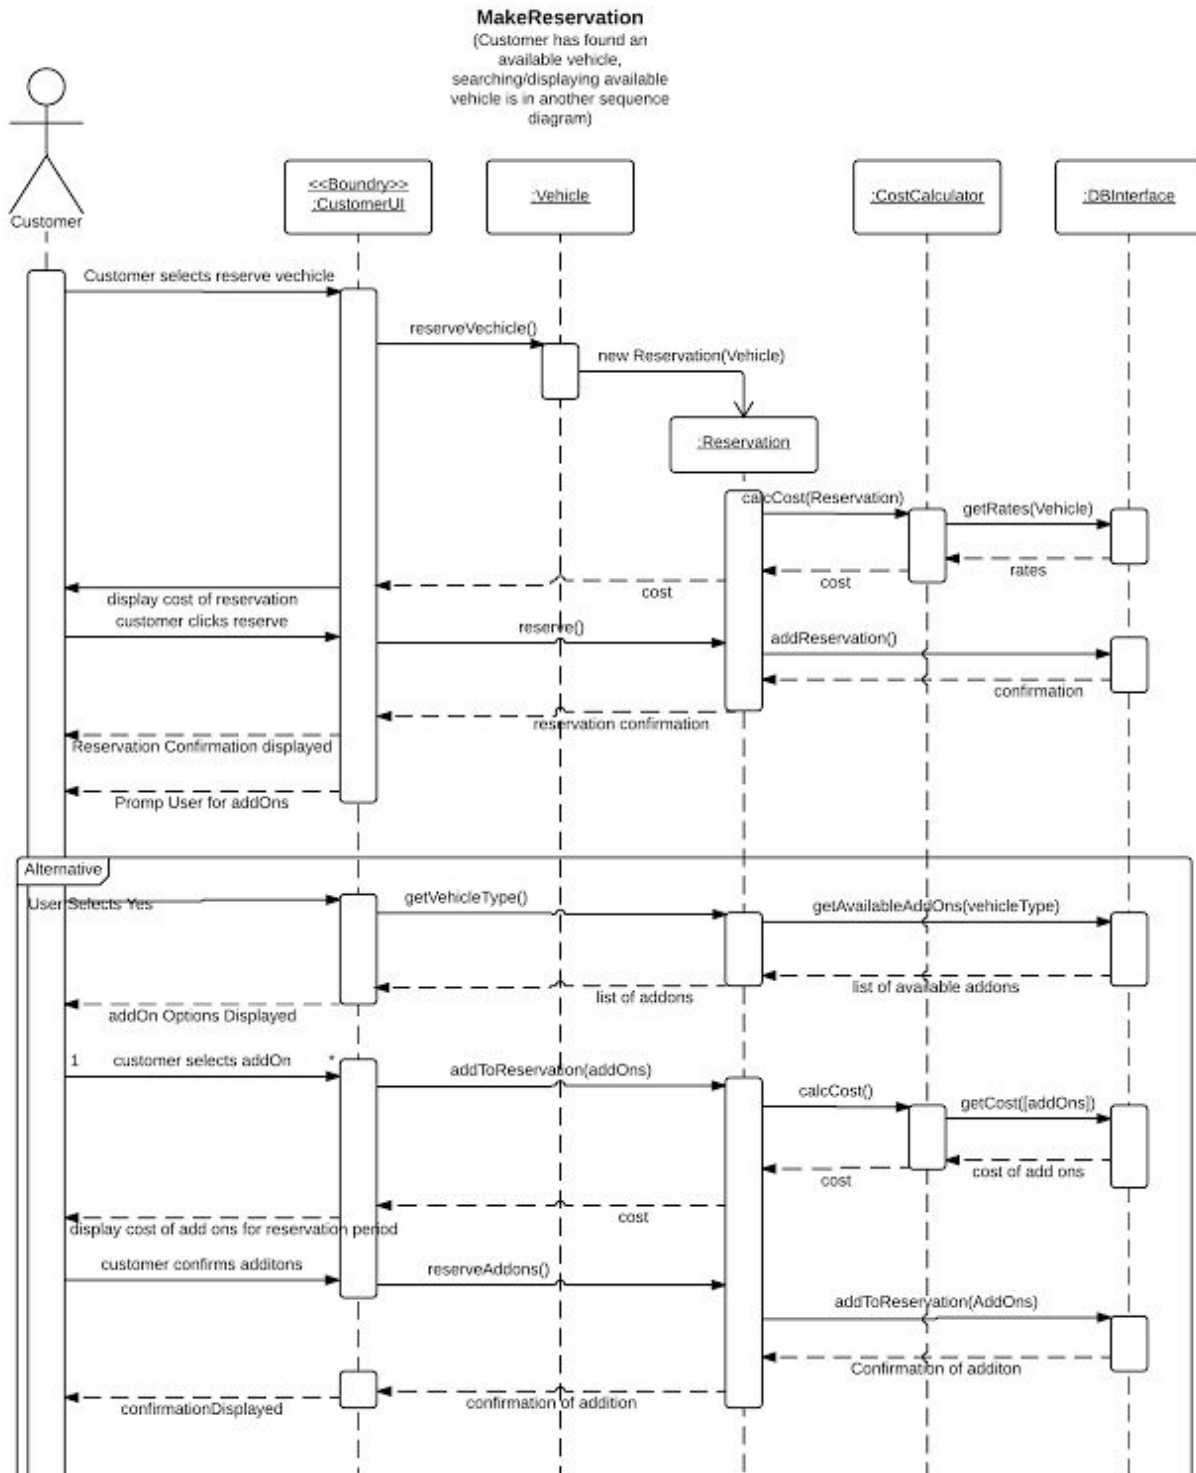 MakeReservation
(Customer has found an
available vehicle,
searching/displaying available
vehicle is in another sequence
diagram)
Customer
<<Boundry>>
:CustomerUI
:Vehicle
:CostCalculator
:DBInterface
Customer selects reserve vechicle
reserveVechicle()
new Reservation(Vehicle)
:Reservation
calcCost(Reservation)
getRates(Vehicle)
rates
cost
cost
display cost of reservation
customer clicks reserve
reserve()
addReservation()
confirmation
reservation confirmation
Reservation Confirmation displayed
Promp User for addOns
Alternative
User Selects Yes
getVehicleType()
getAvailableAddOns(vehicleType)
list of available addons
list of addons
addOn Options Displayed
1 customer selects addOn *
addToReservation(addOns)
calcCost()
getCost([addOns])
cost of add ons
cost
cost
display cost of add ons for reservation period
customer confirms additons
reserveAddons()
addToReservation(AddOns)
Confirmation of additon
confirmation of addition
confirmationDisplayed